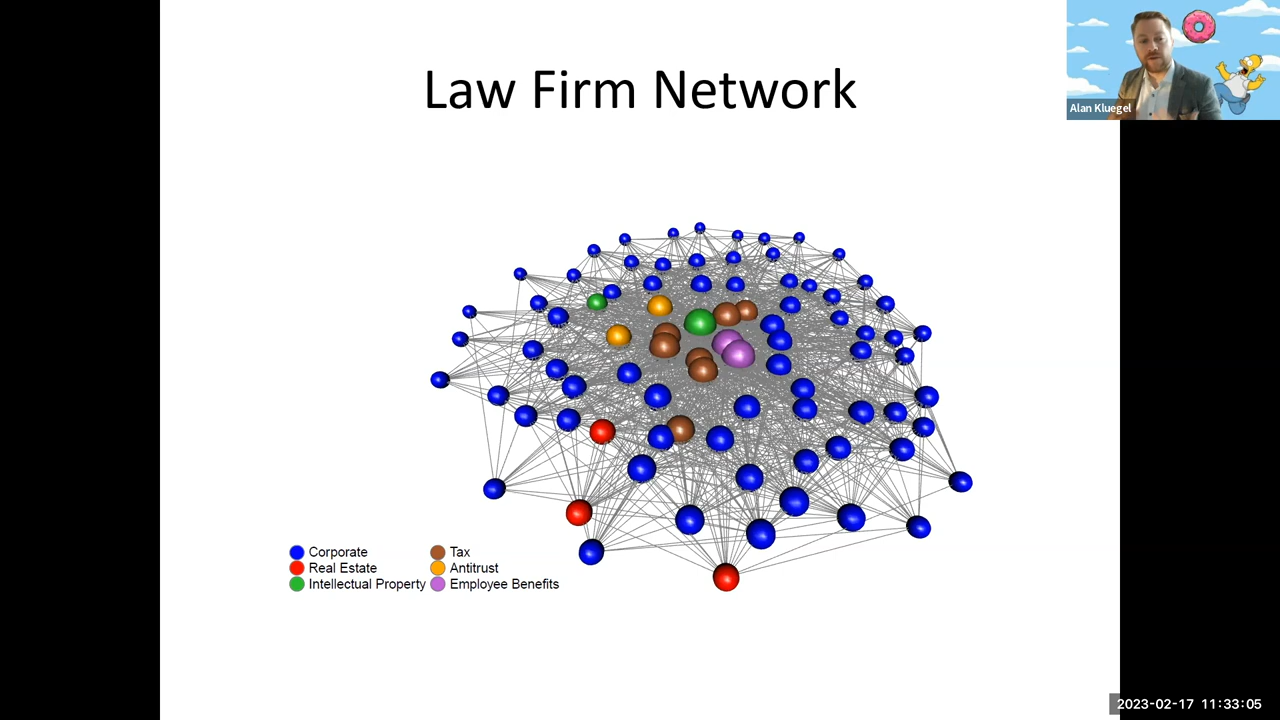 Law Firm Network
Alan Kluegel
Corporate
Tax
Real Estate
Antitrust
Intellectual Property
Employee Benefits
2023-02-17 11:33:05